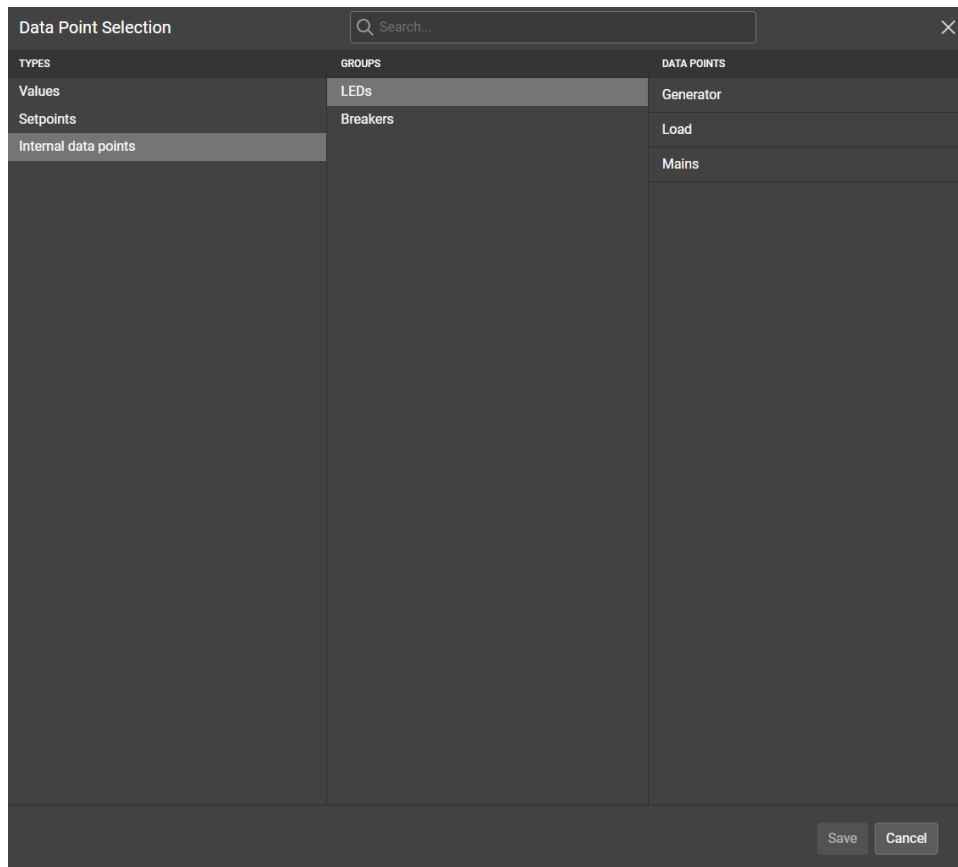 Data Point Selection
Search...
TYPES
GROUPS
DATA POINTS
Values
Setpoints
Internal data points
LEDs
Breakers
Generator
Load
Mains
Save
Cancel